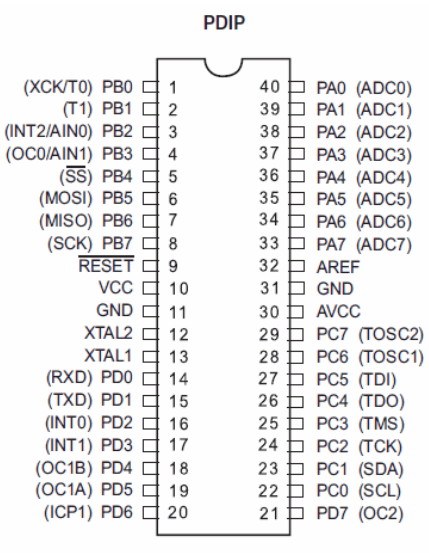 PDIP
(XCK/T0) PB0 1 40 PA0 (ADC0)
(T1) PB1 2 39 PA1 (ADC1)
(INT2/AIN0) PB2 3 38 PA2 (ADC2)
(OC0/AIN1) PB3 4 37 PA3 (ADC3)
(SS) PB4 5 36 PA4 (ADC4)
(MOSI) PB5 6 35 PA5 (ADC5)
(MISO) PB6 7 34 PA6 (ADC6)
(SCK) PB7 8 33 PA7 (ADC7)
RESET 9 32 AREF
VCC 10 31 GND
GND 11 30 AVCC
XTAL2 12 29 PC7 (TOSC2)
XTAL1 13 28 PC6 (TOSC1)
(RXD) PD0 14 27 PC5 (TDI)
(TXD) PD1 15 26 PC4 (TDO)
(INT0) PD2 16 25 PC3 (TMS)
(INT1) PD3 17 24 PC2 (TCK)
(OC1B) PD4 18 23 PC1 (SDA)
(OC1A) PD5 19 22 PC0 (SCL)
(ICP1) PD6 20 21 PD7 (OC2)